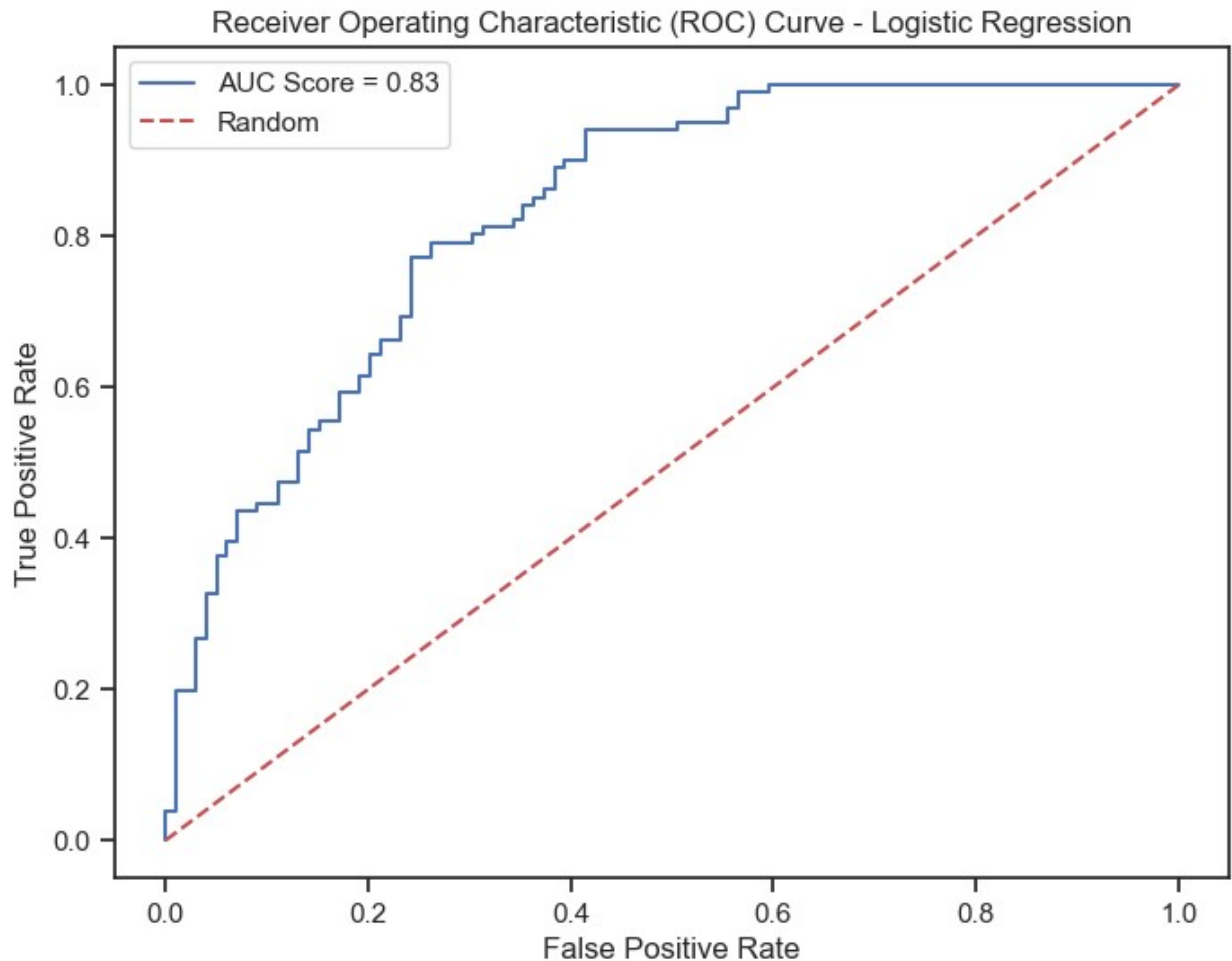 Receiver Operating Characteristic (ROC) Curve - Logistic Regression
AUC Score = 0.83
Random
True Positive Rate
1.0
0.8
0.6
0.4
0.2
0.0
0.0 0.2 0.4 0.6 0.8 1.0
False Positive Rate